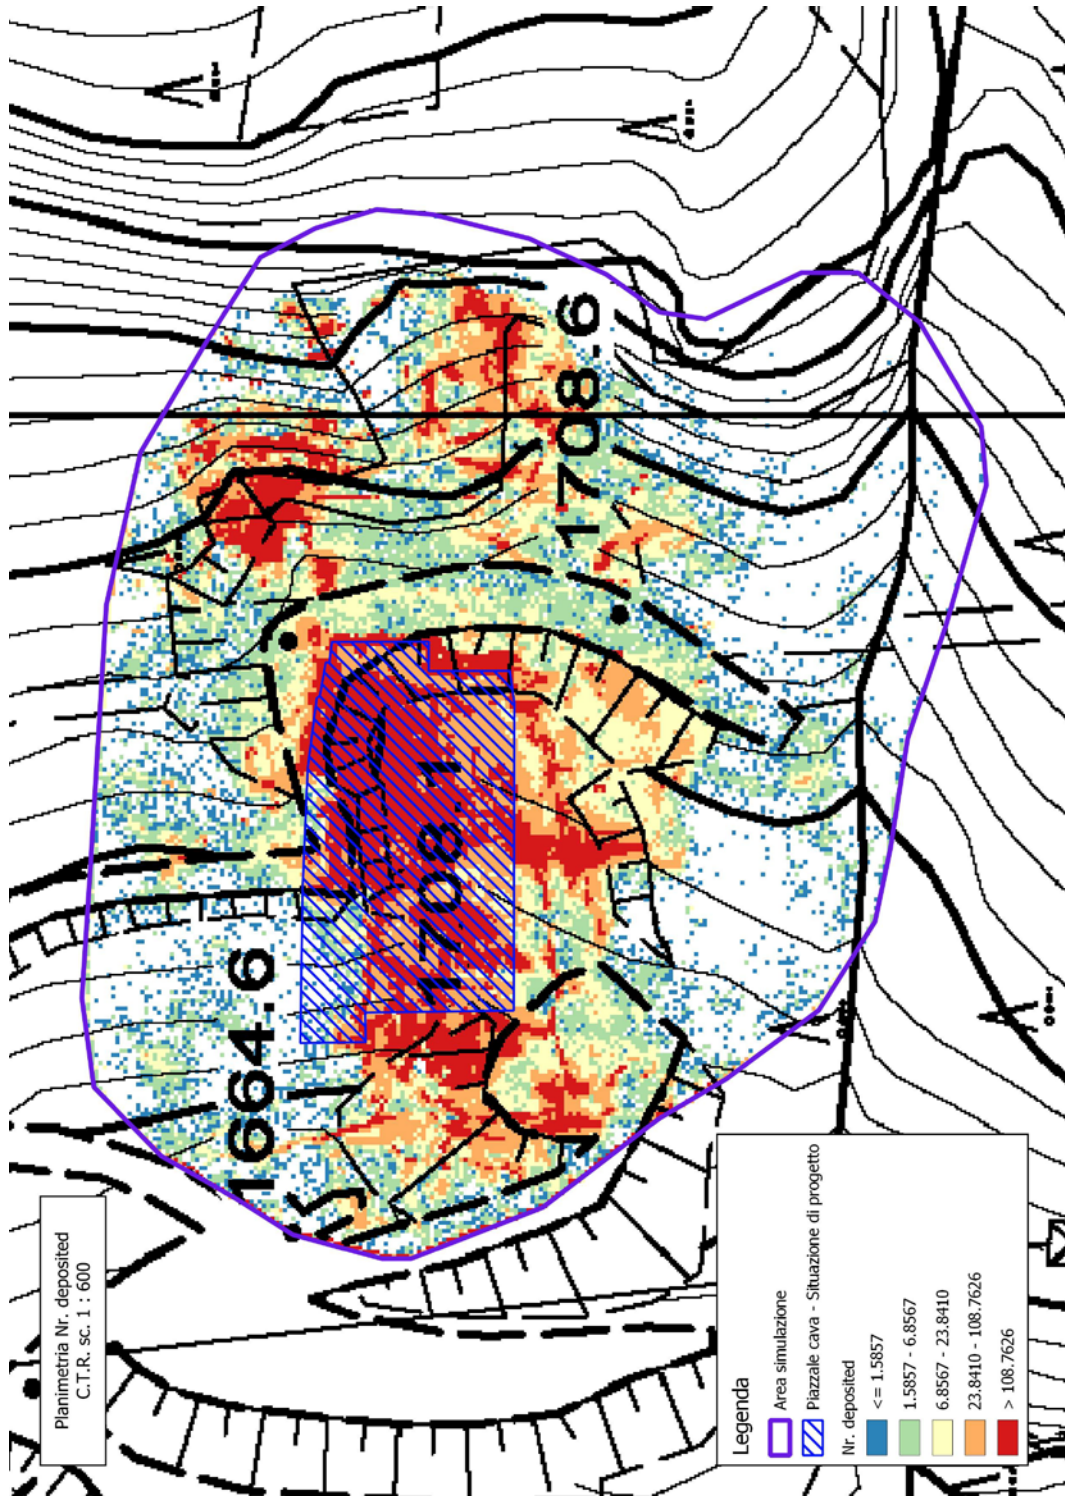 Planimetria Nr. deposited
C.T.R. sc. 1 : 600
1664.6
1708.1
1708.6
Legenda
Area simulazione
Piazzale cava - Situazione di progetto
Nr. deposited
<= 1.5857
1.5857 - 6.8567
6.8567 - 23.8410
23.8410 - 108.7626
> 108.7626